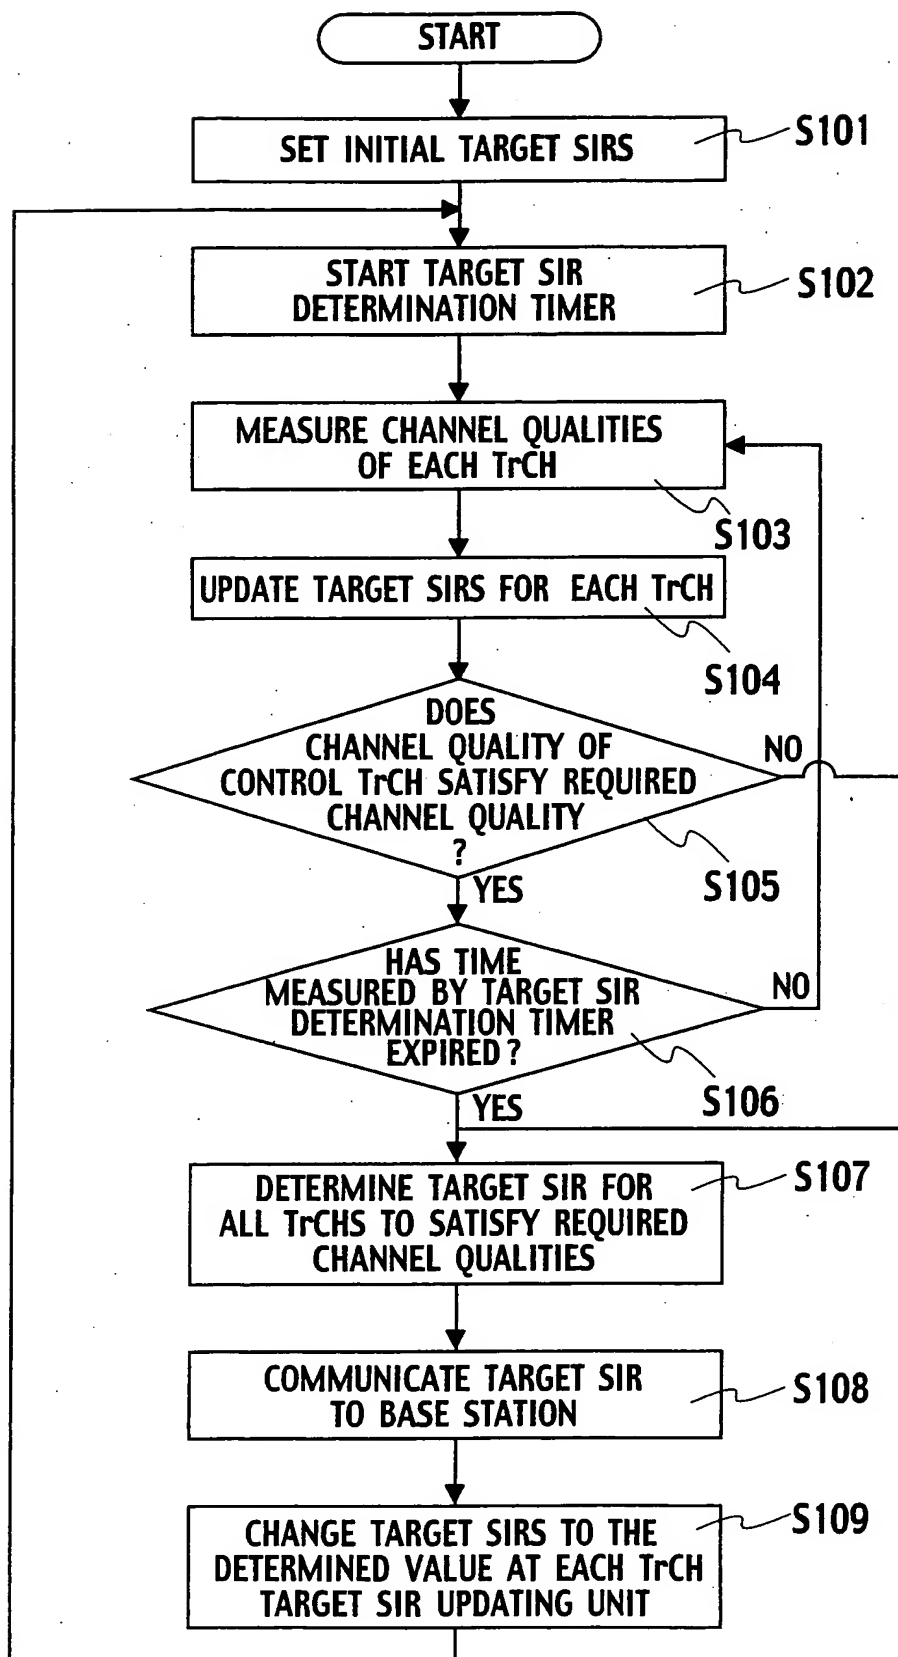 START
SET INITIAL TARGET SIRS
S101
START TARGET SIR
DETERMINATION TIMER
S102
MEASURE CHANNEL QUALITIES
OF EACH TrCH
S103
UPDATE TARGET SIRS FOR EACH TrCH
S104
DOES
CHANNEL QUALITY OF
CONTROL TrCH SATISFY REQUIRED
CHANNEL QUALITY
?
NO
S105
YES
HAS TIME
MEASURED BY TARGET SIR
DETERMINATION TIMER
EXPIRED?
NO
S106
YES
DETERMINE TARGET SIR FOR
ALL TrCHS TO SATISFY REQUIRED
CHANNEL QUALITIES
S107
COMMUNICATE TARGET SIR
TO BASE STATION
S108
CHANGE TARGET SIRS TO THE
DETERMINED VALUE AT EACH TrCH
TARGET SIR UPDATING UNIT
S109